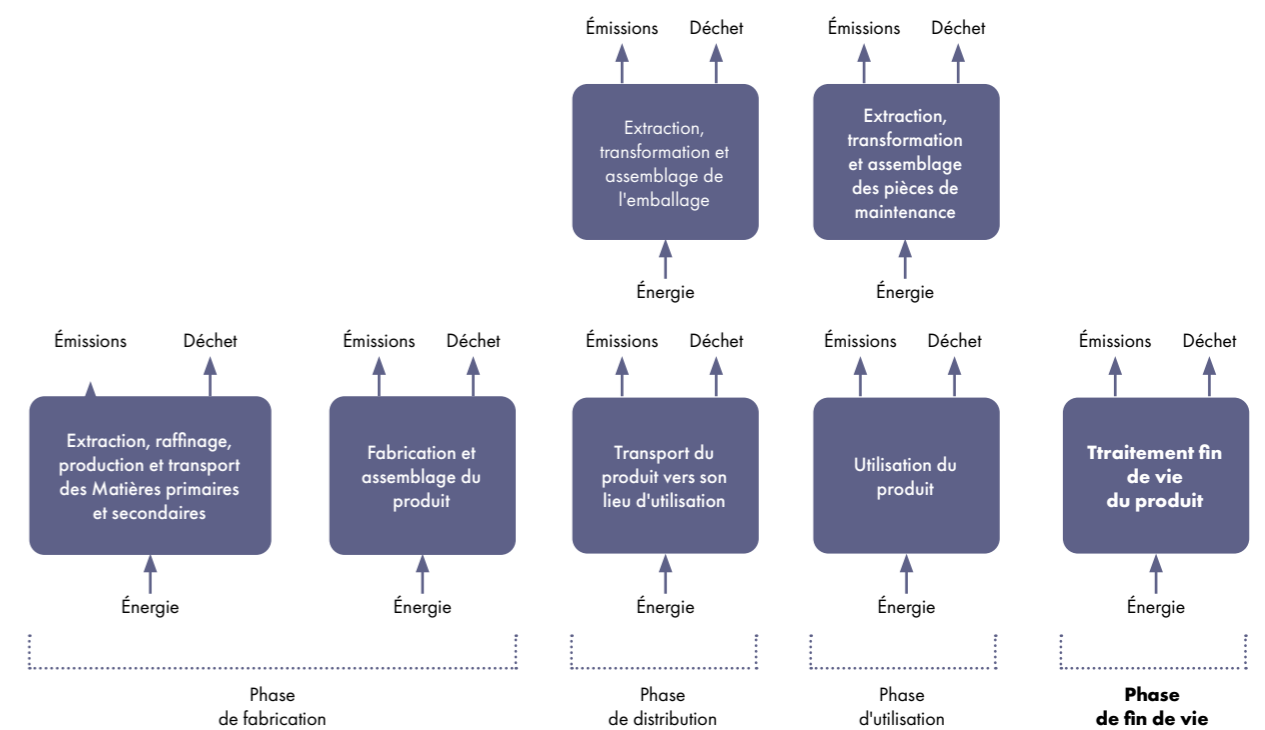 Émissions Déchet Émissions Déchet
Extraction,
transformation et
assemblage de
l'emballage
Extraction,
transformation
et assemblage
des pièces de
maintenance
Énergie Énergie
Émissions Déchet Émissions Déchet Émissions Déchet Émissions Déchet Émissions Déchet
Extraction, raffinage,
production et transport
des Matières primaires
et secondaires
Fabrication et
assemblage du
produit
Transport du
produit vers son
lieu d'utilisation
Utilisation du
produit
Ttraitement fin
de vie
du produit
Énergie Énergie Énergie Énergie Énergie
Phase
de fabrication
Phase
de distribution
Phase
d'utilisation
Phase
de fin de vie